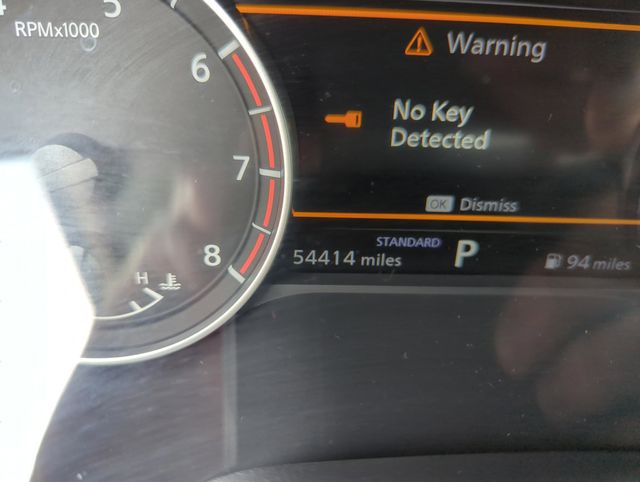 5
RPMx1000
6
7
8
H
Warning
No Key
Detected
OK Dismiss
STANDARD
54414 miles P 94 miles